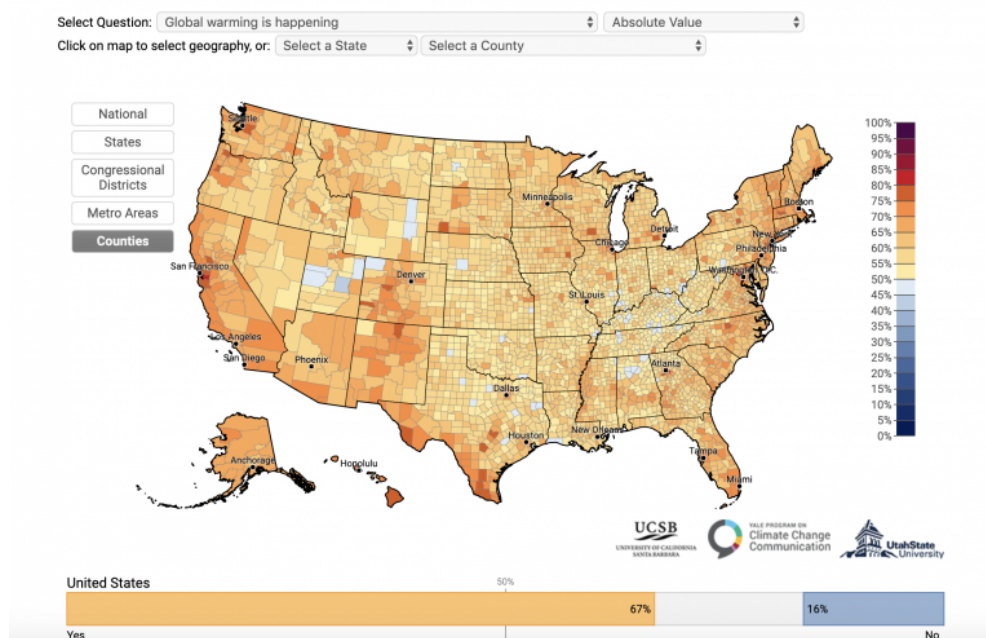 Select Question: Global warming is happening Absolute Value
Click on map to select geography, or: Select a State Select a County
National
States
Congressional
Districts
Metro Areas
Counties
Seattle
Minneapolis
Boston
Detroit
New York
Chicago
Philadelphia
Washington D.C.
San Francisco
Denver
St. Louis
Los Angeles
San Diego
Phoenix
Atlanta
Dallas
Houston
New Orleans
Tampa
Miami
Anchorage
Honolulu
100%
95%
90%
85%
80%
75%
70%
65%
60%
55%
50%
45%
40%
35%
30%
25%
20%
15%
10%
5%
0%
UCSB
UNIVERSITY OF CALIFORNIA
SANTA BARBARA
YALE PROGRAM ON
Climate Change
Communication
UtahState
University
United States
50%
67% 16%
Yes No